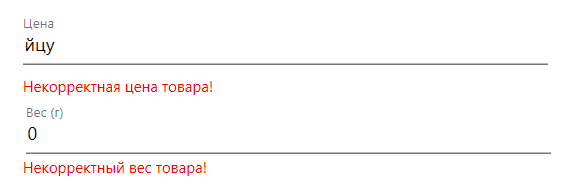 Цена
йцу
Некорректная цена товара!
Вес (г)
0
Некорректный вес товара!